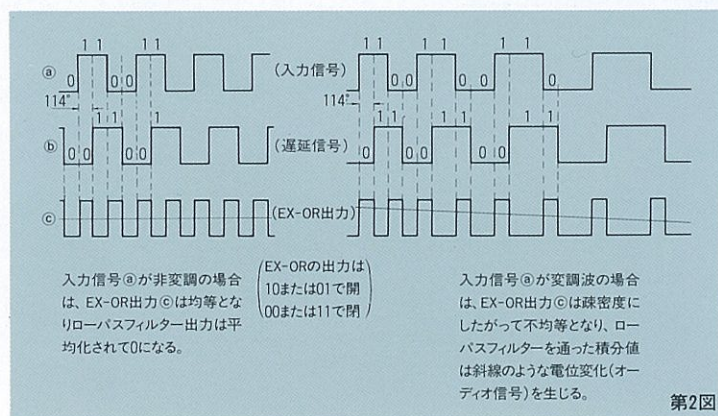 1 1 1 1 1 1 1 1 1 1
ⓐ 0 0 0 (入力信号) 0 0 0 0 0
114° 114°
1 1 1 1 1 1 1 1 1
ⓑ 0 0 0 0 (遅延信号) 0 0 0 0 0
ⓒ (EX-OR出力)
入力信号ⓐが非変調の場合
は、EX-OR出力ⓒは均等とな
りローパスフィルター出力は平
均化されて0になる。
(EX-ORの出力は
10または01で開
00または11で閉)
入力信号ⓐが変調波の場合
は、EX-OR出力ⓒは疎密度に
したがって不均等となり、ロー
パスフィルターを通った積分値
は斜線のような電位変化(オー
ディオ信号)を生じる。
第2図